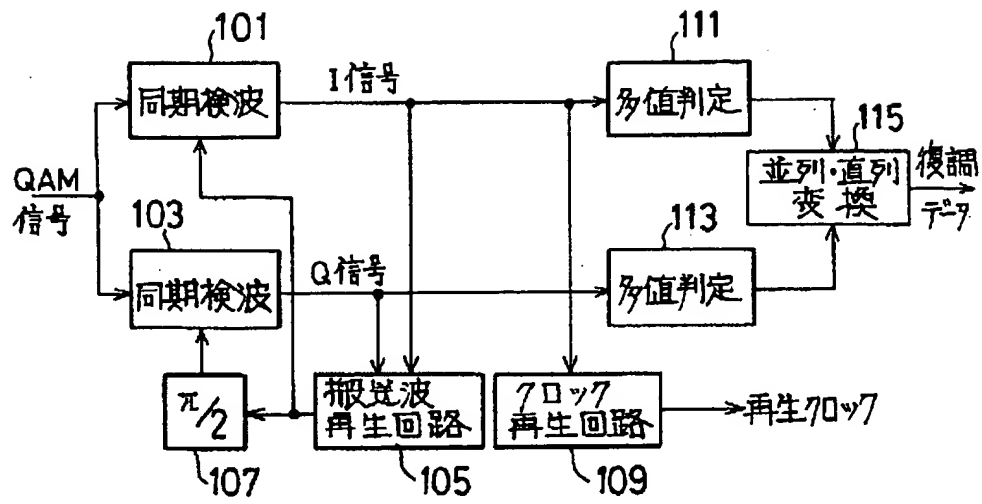 101
111
I信号
同期検波
多値判定
115
QAM
信号
並列・直列
変換
復調
データ
103
113
Q信号
同期検波
多値判定
π/2
搬送波
再生回路
クロック
再生回路
再生クロック
107
105
109